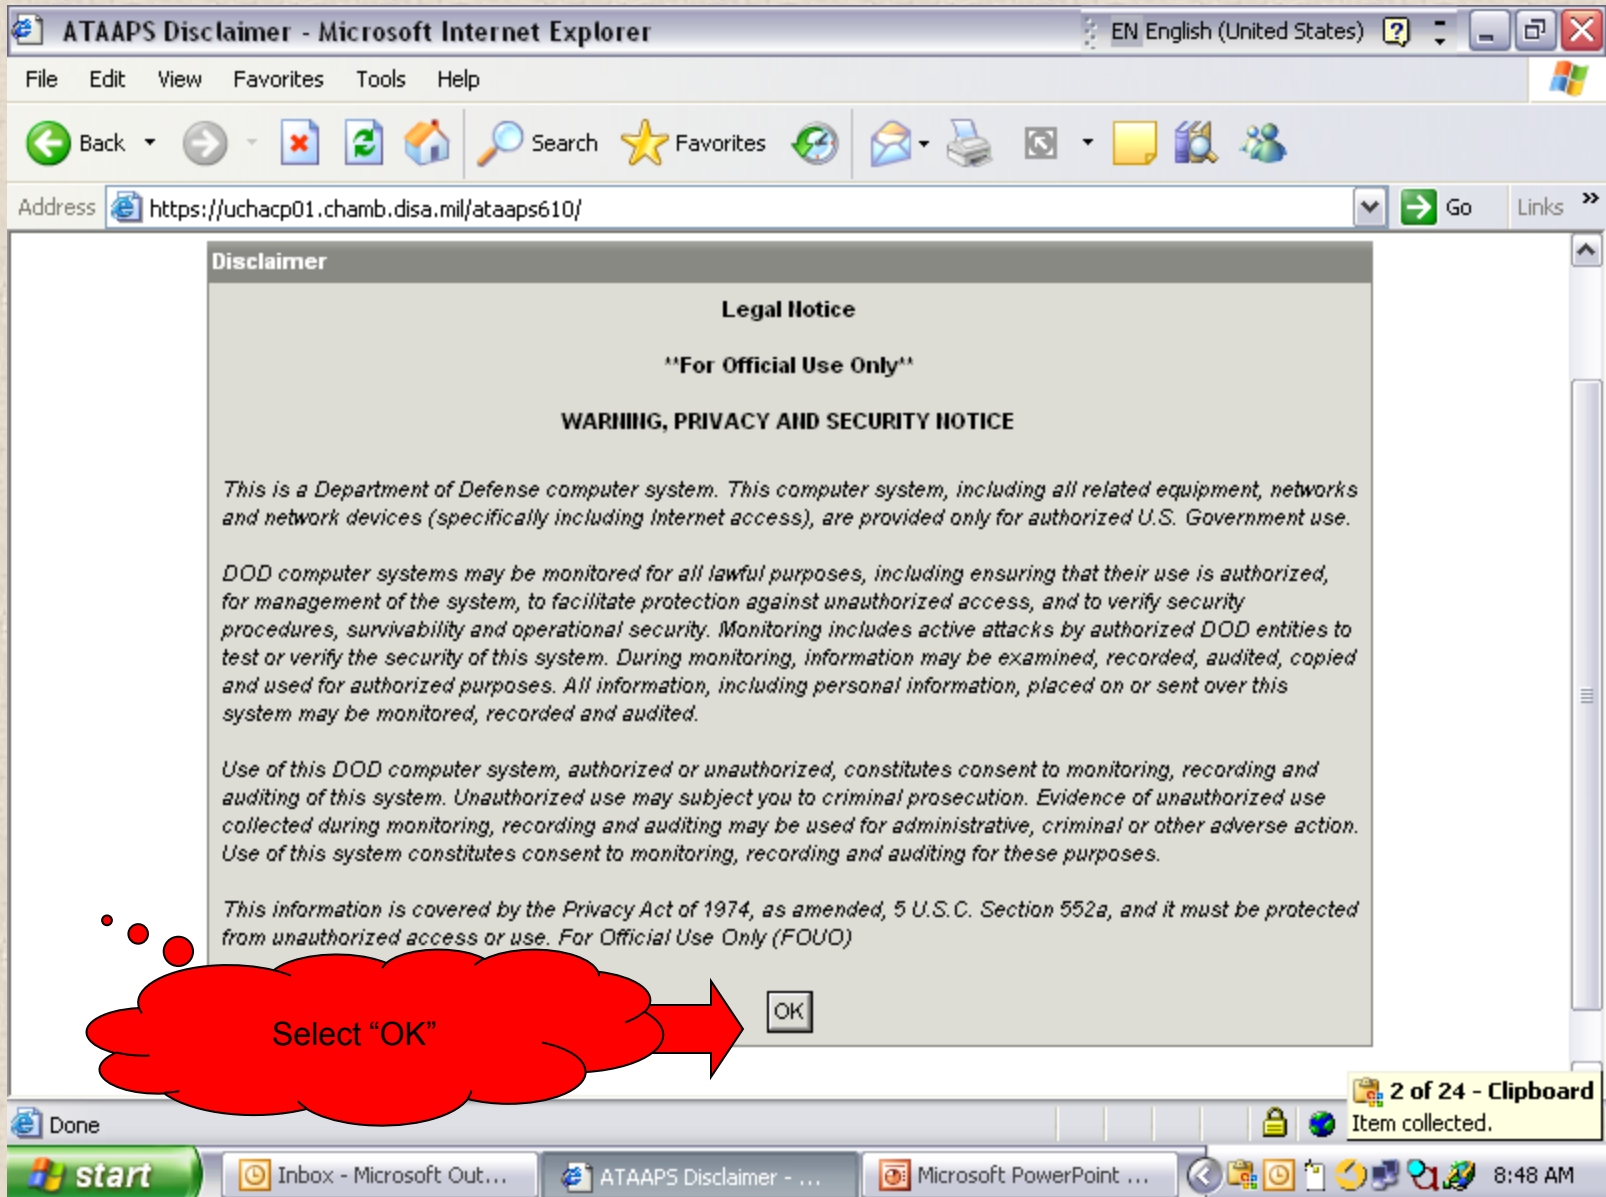 ATAAPS Disclaimer - Microsoft Internet Explorer
EN English (United States)
File Edit View Favorites Tools Help
Back Search Favorites
Address https://uchacp01.chamb.disa.mil/ataaps610/ Go Links »
Disclaimer
Legal Notice
**For Official Use Only**
WARNING, PRIVACY AND SECURITY NOTICE
This is a Department of Defense computer system. This computer system, including all related equipment, networks
and network devices (specifically including Internet access), are provided only for authorized U.S. Government use.
DOD computer systems may be monitored for all lawful purposes, including ensuring that their use is authorized,
for management of the system, to facilitate protection against unauthorized access, and to verify security
procedures, survivability and operational security. Monitoring includes active attacks by authorized DOD entities to
test or verify the security of this system. During monitoring, information may be examined, recorded, audited, copied
and used for authorized purposes. All information, including personal information, placed on or sent over this
system may be monitored, recorded and audited.
Use of this DOD computer system, authorized or unauthorized, constitutes consent to monitoring, recording and
auditing of this system. Unauthorized use may subject you to criminal prosecution. Evidence of unauthorized use
collected during monitoring, recording and auditing may be used for administrative, criminal or other adverse action.
Use of this system constitutes consent to monitoring, recording and auditing for these purposes.
This information is covered by the Privacy Act of 1974, as amended, 5 U.S.C. Section 552a, and it must be protected
from unauthorized access or use. For Official Use Only (FOUO)
OK
Select “OK”
2 of 24 - Clipboard
Item collected.
Done
start Inbox - Microsoft Out... ATAAPS Disclaimer - ... Microsoft PowerPoint ... 8:48 AM